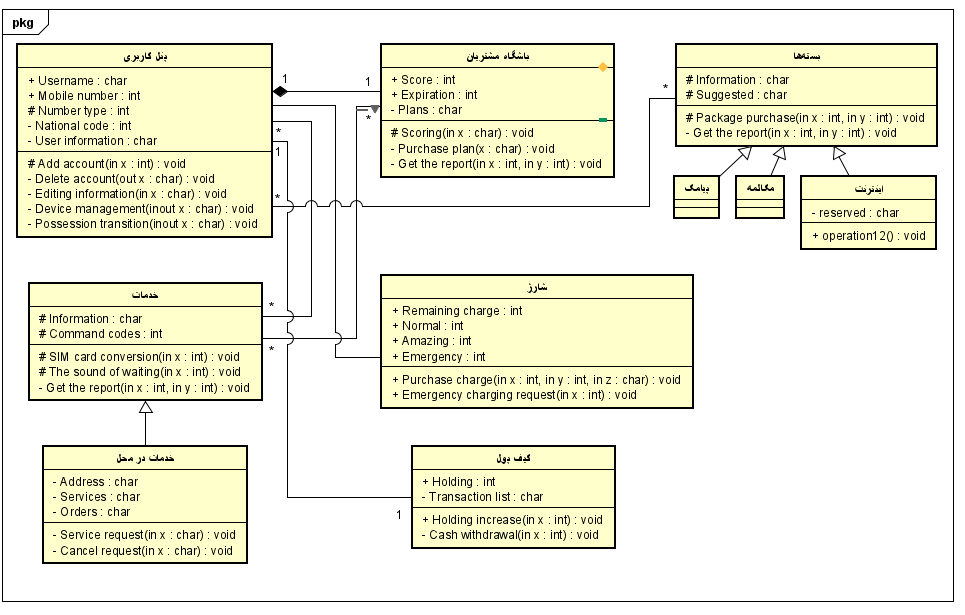 pkg
پنل کاربری
+ Username : char
+ Mobile number : int
# Number type : int
- National code : int
- User information : char
# Add account(in x : int) : void
- Delete account(out x : char) : void
- Editing information(in x : char) : void
- Device management(inout x : char) : void
- Possession transition(inout x : char) : void
1
1
*
1
*
*
*
باشگاه مشتریان
+ Score : int
+ Expiration : int
- Plans : char
# Scoring(in x : char) : void
- Purchase plan(x : char) : void
- Get the report(in x : int, in y : int) : void
بسته‌ها
# Information : char
# Suggested : char
# Package purchase(in x : int, in y : int) : void
- Get the report(in x : int, in y : int) : void
پیامک
مکالمه
اینترنت
- reserved : char
+ operation12() : void
خدمات
# Information : char
# Command codes : int
# SIM card conversion(in x : int) : void
# The sound of waiting(in x : int) : void
- Get the report(in x : int, in y : int) : void
*
*
شارژ
+ Remaining charge : int
+ Normal : int
+ Amazing : int
+ Emergency : int
+ Purchase charge(in x : int, in y : int, in z : char) : void
+ Emergency charging request(in x : int) : void
خدمات در محل
- Address : char
- Services : char
- Orders : char
- Service request(in x : char) : void
- Cancel request(in x : char) : void
کیف پول
+ Holding : int
- Transaction list : char
+ Holding increase(in x : int) : void
- Cash withdrawal(in x : int) : void
1